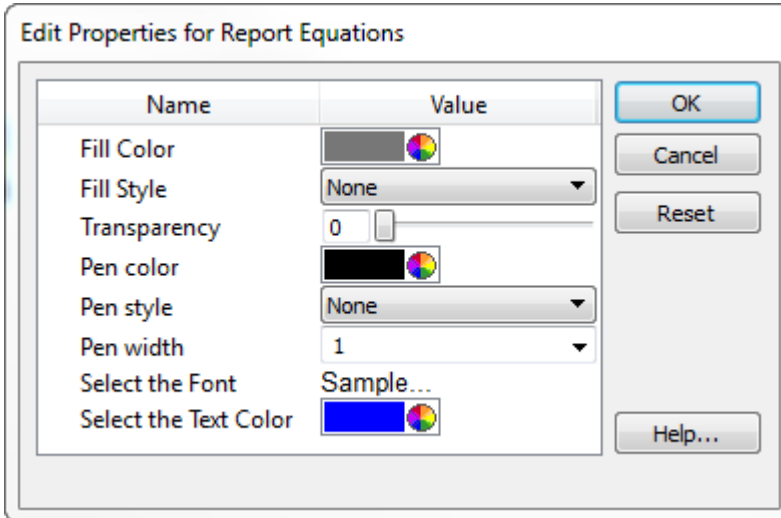 Edit Properties for Report Equations
Name Value OK
Fill Color
Cancel
Fill Style None
Reset
Transparency 0
Pen color
Pen style None
Pen width 1
Select the Font Sample...
Select the Text Color
Help...